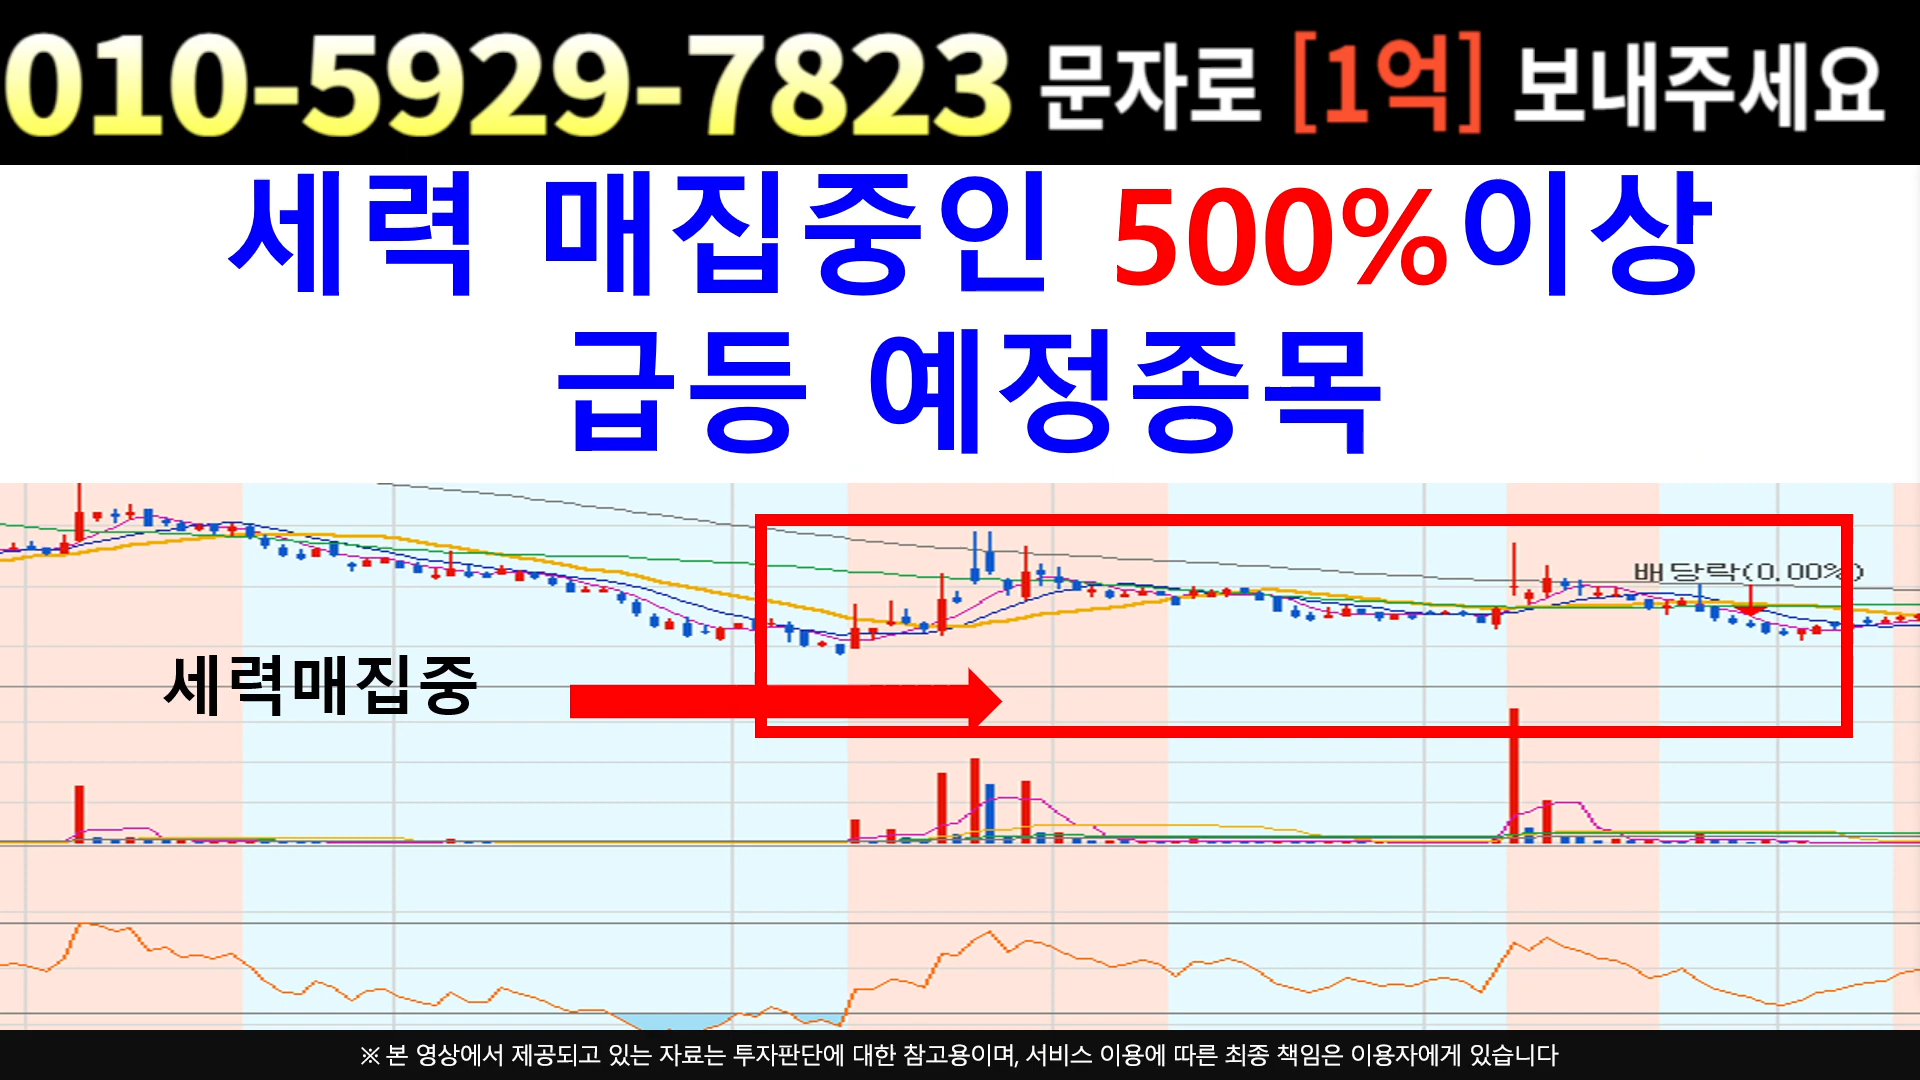 010-5929-7823 문자로 [1억] 보내주세요
세력 매집중인 500%이상
급등 예정종목
배당락(0.00%)
세력매집중
※ 본 영상에서 제공되고 있는 자료는 투자판단에 대한 참고용이며, 서비스 이용에 따른 최종 책임은 이용자에게 있습니다